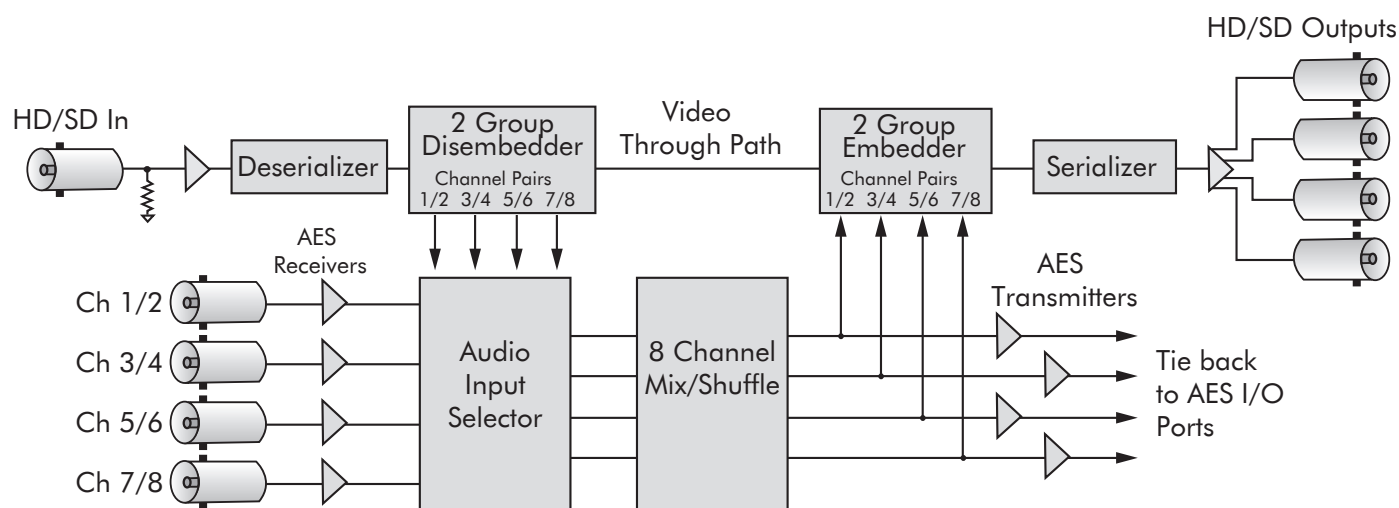 HD/SD Outputs
HD/SD In
Deserializer
2 Group
Disembedder
Channel Pairs
1/2 3/4 5/6 7/8
Video
Through Path
2 Group
Embedder
Channel Pairs
1/2 3/4 5/6 7/8
Serializer
AES
Receivers
Ch 1/2
Ch 3/4
Ch 5/6
Ch 7/8
Audio
Input
Selector
8 Channel
Mix/Shuffle
AES
Transmitters
Tie back
to AES I/O
Ports